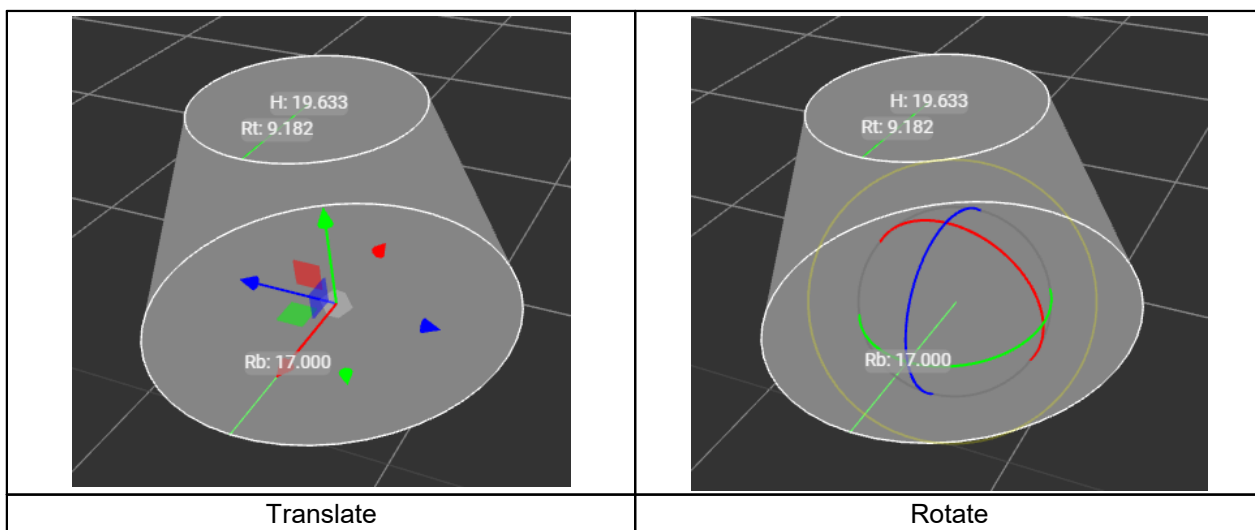 H: 19.633
Rt: 9.182
Rb: 17.000
H: 19.633
Rt: 9.182
Rb: 17.000
Translate
Rotate